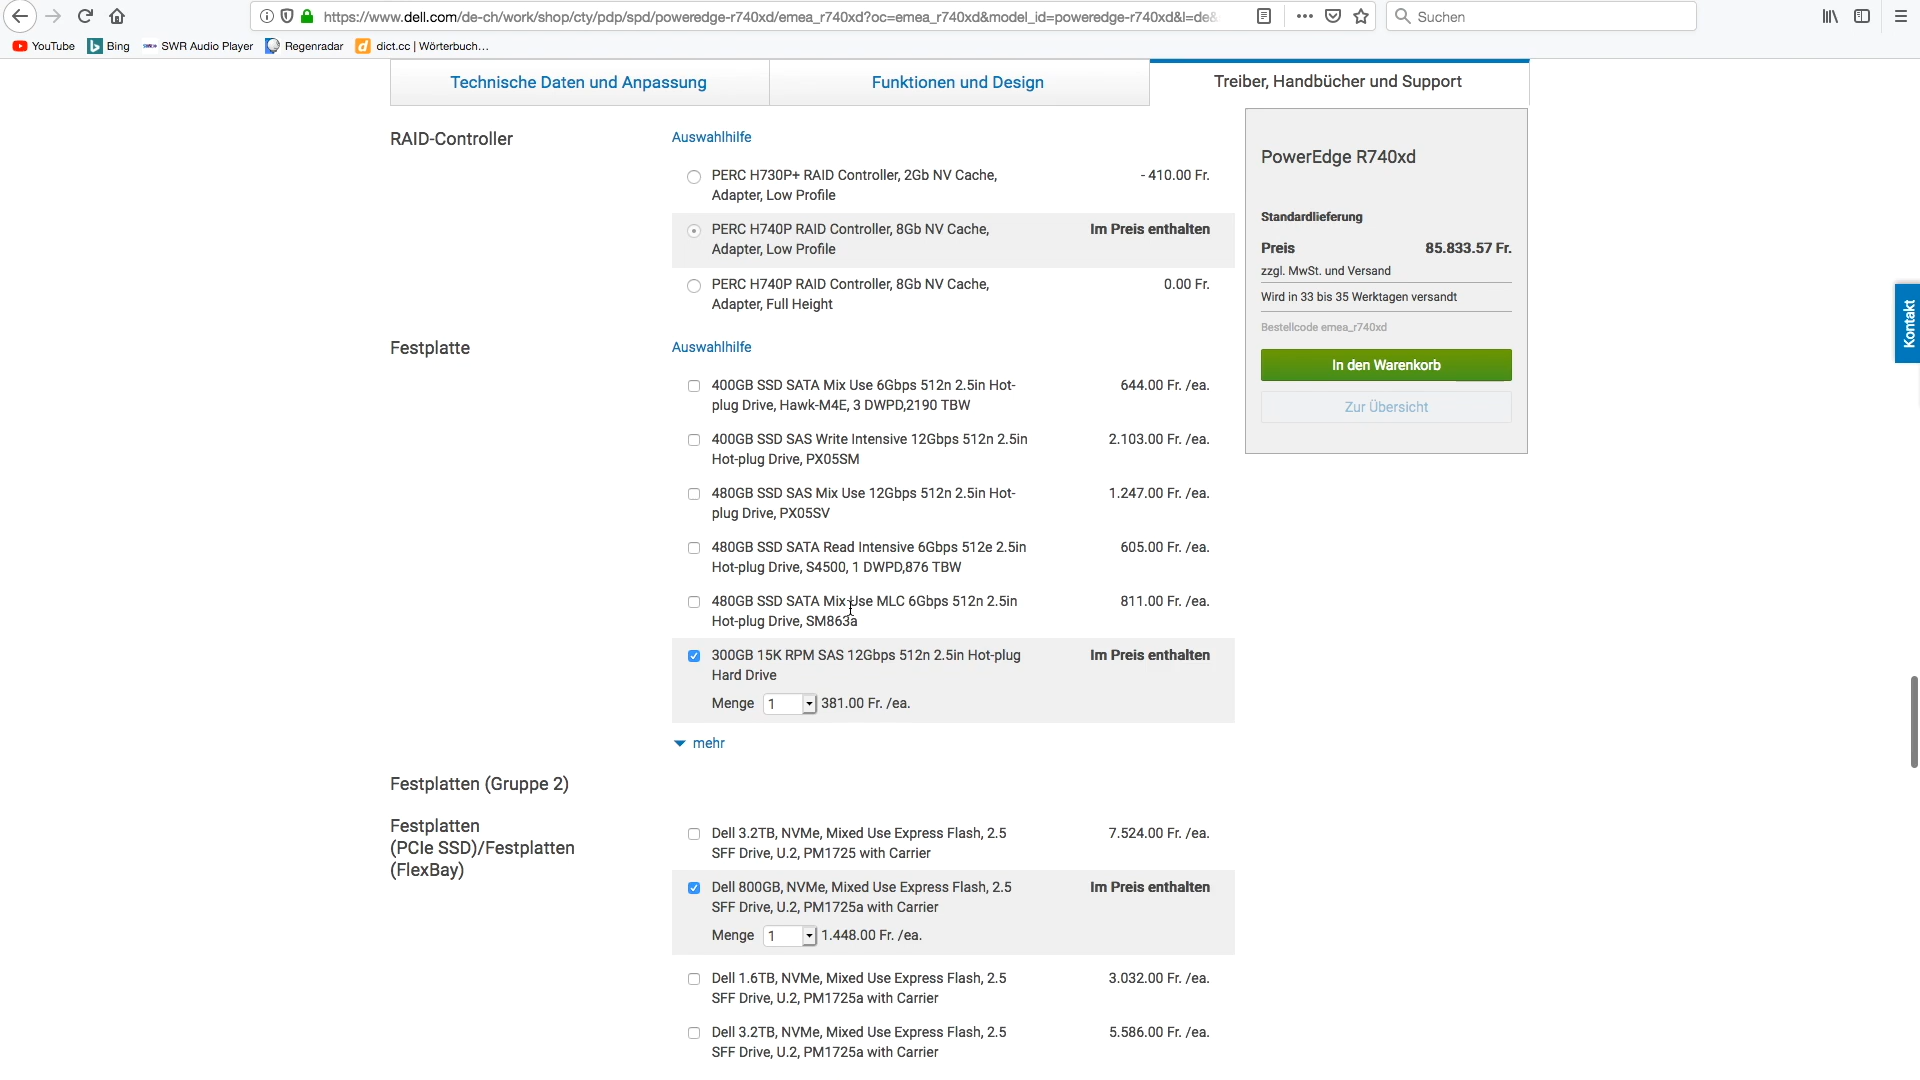 https://www.dell.com/de-ch/work/shop/cty/pdp/spd/poweredge-r740xd/emea_r740xd?oc=emea_r740xd&model_id=poweredge-r740xd&l=de&
Suchen
YouTube
Bing
SWR Audio Player
Regenradar
dict.cc | Wörterbuch...
Technische Daten und Anpassung
Funktionen und Design
Treiber, Handbücher und Support
RAID-Controller
Auswahlhilfe
PERC H730P+ RAID Controller, 2Gb NV Cache,
Adapter, Low Profile
- 410.00 Fr.
PERC H740P RAID Controller, 8Gb NV Cache,
Adapter, Low Profile
Im Preis enthalten
PERC H740P RAID Controller, 8Gb NV Cache,
Adapter, Full Height
0.00 Fr.
Festplatte
Auswahlhilfe
400GB SSD SATA Mix Use 6Gbps 512n 2.5in Hot-
plug Drive, Hawk-M4E, 3 DWPD,2190 TBW
644.00 Fr. /ea.
400GB SSD SAS Write Intensive 12Gbps 512n 2.5in
Hot-plug Drive, PX05SM
2.103.00 Fr. /ea.
480GB SSD SAS Mix Use 12Gbps 512n 2.5in Hot-
plug Drive, PX05SV
1.247.00 Fr. /ea.
480GB SSD SATA Read Intensive 6Gbps 512e 2.5in
Hot-plug Drive, S4500, 1 DWPD,876 TBW
605.00 Fr. /ea.
480GB SSD SATA Mix Use MLC 6Gbps 512n 2.5in
Hot-plug Drive, SM863a
811.00 Fr. /ea.
300GB 15K RPM SAS 12Gbps 512n 2.5in Hot-plug
Hard Drive
Im Preis enthalten
Menge 1 381.00 Fr. /ea.
mehr
Festplatten (Gruppe 2)
Festplatten
(PCIe SSD)/Festplatten
(FlexBay)
Dell 3.2TB, NVMe, Mixed Use Express Flash, 2.5
SFF Drive, U.2, PM1725 with Carrier
7.524.00 Fr. /ea.
Dell 800GB, NVMe, Mixed Use Express Flash, 2.5
SFF Drive, U.2, PM1725a with Carrier
Im Preis enthalten
Menge 1 1.448.00 Fr. /ea.
Dell 1.6TB, NVMe, Mixed Use Express Flash, 2.5
SFF Drive, U.2, PM1725a with Carrier
3.032.00 Fr. /ea.
Dell 3.2TB, NVMe, Mixed Use Express Flash, 2.5
SFF Drive, U.2, PM1725a with Carrier
5.586.00 Fr. /ea.
PowerEdge R740xd
Standardlieferung
Preis 85.833.57 Fr.
zzgl. MwSt. und Versand
Wird in 33 bis 35 Werktagen versandt
Bestellcode emea_r740xd
In den Warenkorb
Zur Übersicht
Kontakt